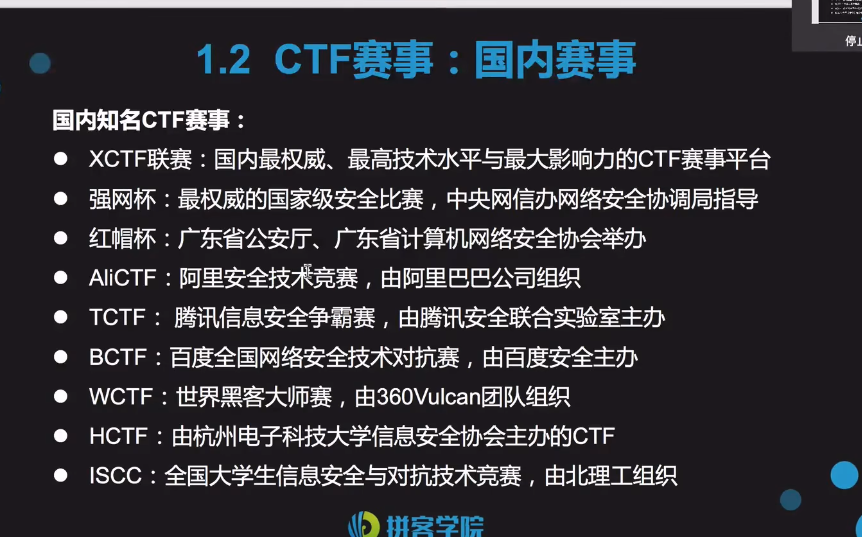 停止
1.2 CTF赛事：国内赛事
国内知名CTF赛事：
● XCTF联赛：国内最权威、最高技术水平与最大影响力的CTF赛事平台
● 强网杯：最权威的国家级安全比赛，中央网信办网络安全协调局指导
● 红帽杯：广东省公安厅、广东省计算机网络安全协会举办
● AliCTF：阿里安全技术竞赛，由阿里巴巴公司组织
● TCTF： 腾讯信息安全争霸赛，由腾讯安全联合实验室主办
● BCTF：百度全国网络安全技术对抗赛，由百度安全主办
● WCTF：世界黑客大师赛，由360Vulcan团队组织
● HCTF：由杭州电子科技大学信息安全协会主办的CTF
● ISCC：全国大学生信息安全与对抗技术竞赛，由北理工组织
拼客学院